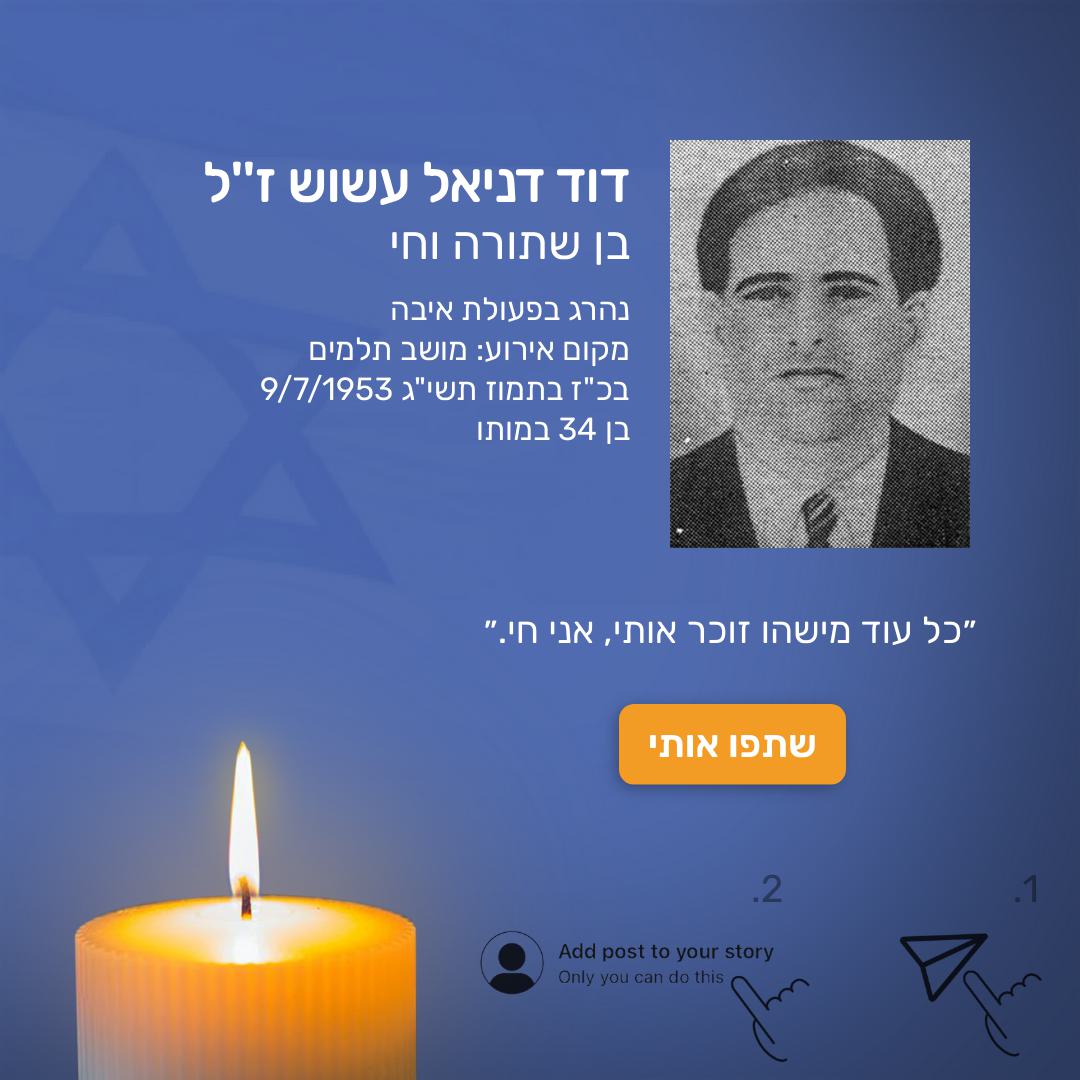 דוד דניאל עשוש ז"ל
בן שתורה וחי
נהרג בפעולת איבה
מקום אירוע: מושב תלמים
בכ"ז בתמוז תשי"ג 9/7/1953
בן 34 במותו
"כל עוד מישהו זוכר אותי, אני חי."
שתפו אותי
1.
2.
Add post to your story
Only you can do this